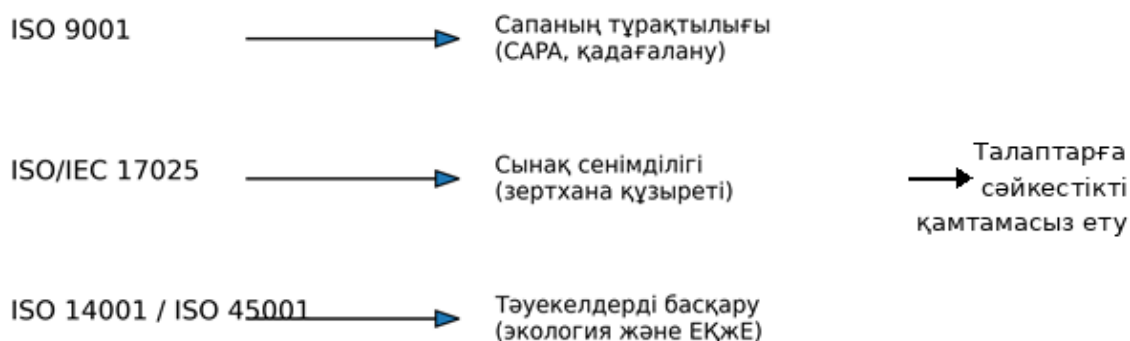 ISO 9001
Сапаның тұрақтылығы
(CAPA, қадағалану)
ISO/IEC 17025
Сынақ сенімділігі
(зертхана құзыреті)
Талаптарға
сәйкестікті
қамтамасыз ету
ISO 14001 / ISO 45001
Тәуекелдерді басқару
(экология және ЕҚжЕ)